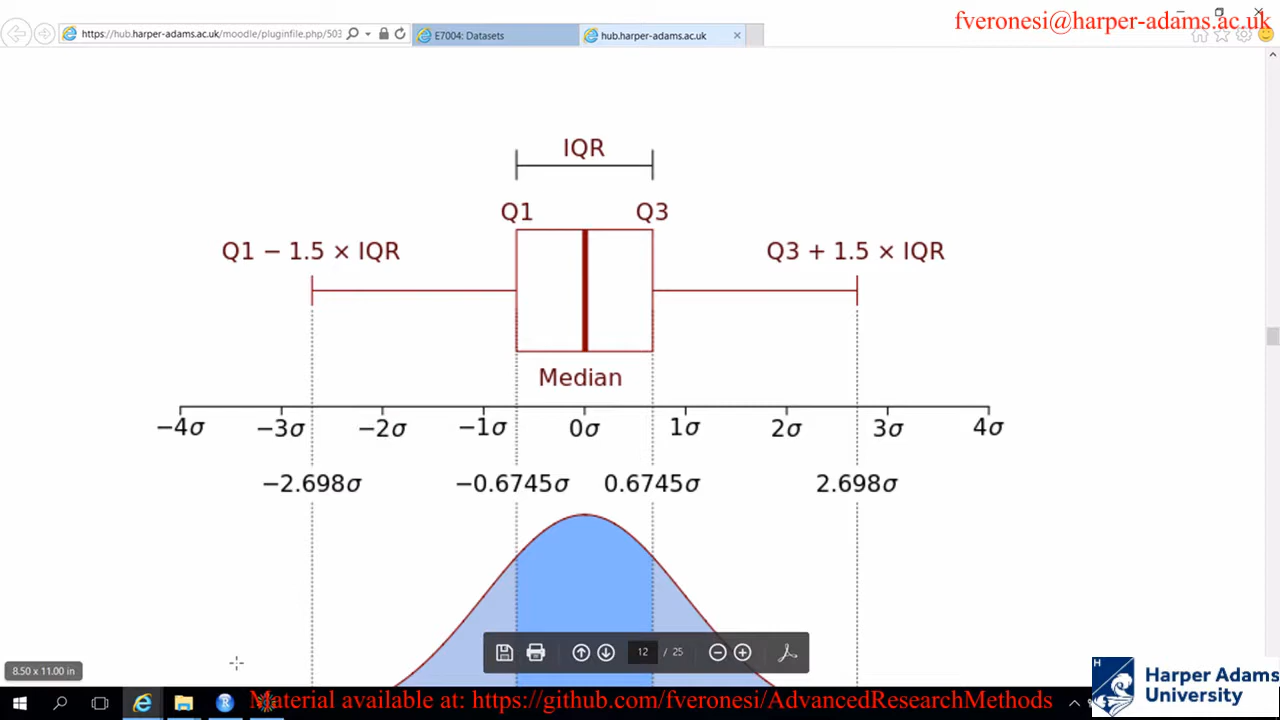 fveronesi@harper-adams.ac.uk
https://hub.harper-adams.ac.uk/moodle/pluginfile.php/503
E7004: Datasets
hub.harper-adams.ac.uk
IQR
Q1
Q3
Q1 − 1.5 × IQR
Q3 + 1.5 × IQR
Median
−4σ −3σ −2σ −1σ 0σ 1σ 2σ 3σ 4σ
−2.698σ −0.6745σ 0.6745σ 2.698σ
12 / 25
8.50 x 11.00 in
Material available at: https://github.com/fveronesi/AdvancedResearchMethods
H
Harper Adams
University